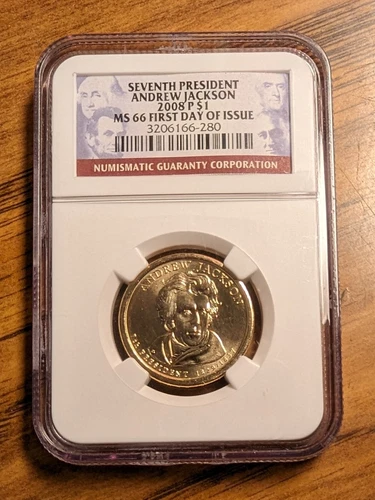 SEVENTH PRESIDENT
ANDREW JACKSON
2008 P $1
MS 66 FIRST DAY OF ISSUE
3206166-280
NUMISMATIC GUARANTY CORPORATION
ANDREW JACKSON
7th PRESIDENT 1829-1837